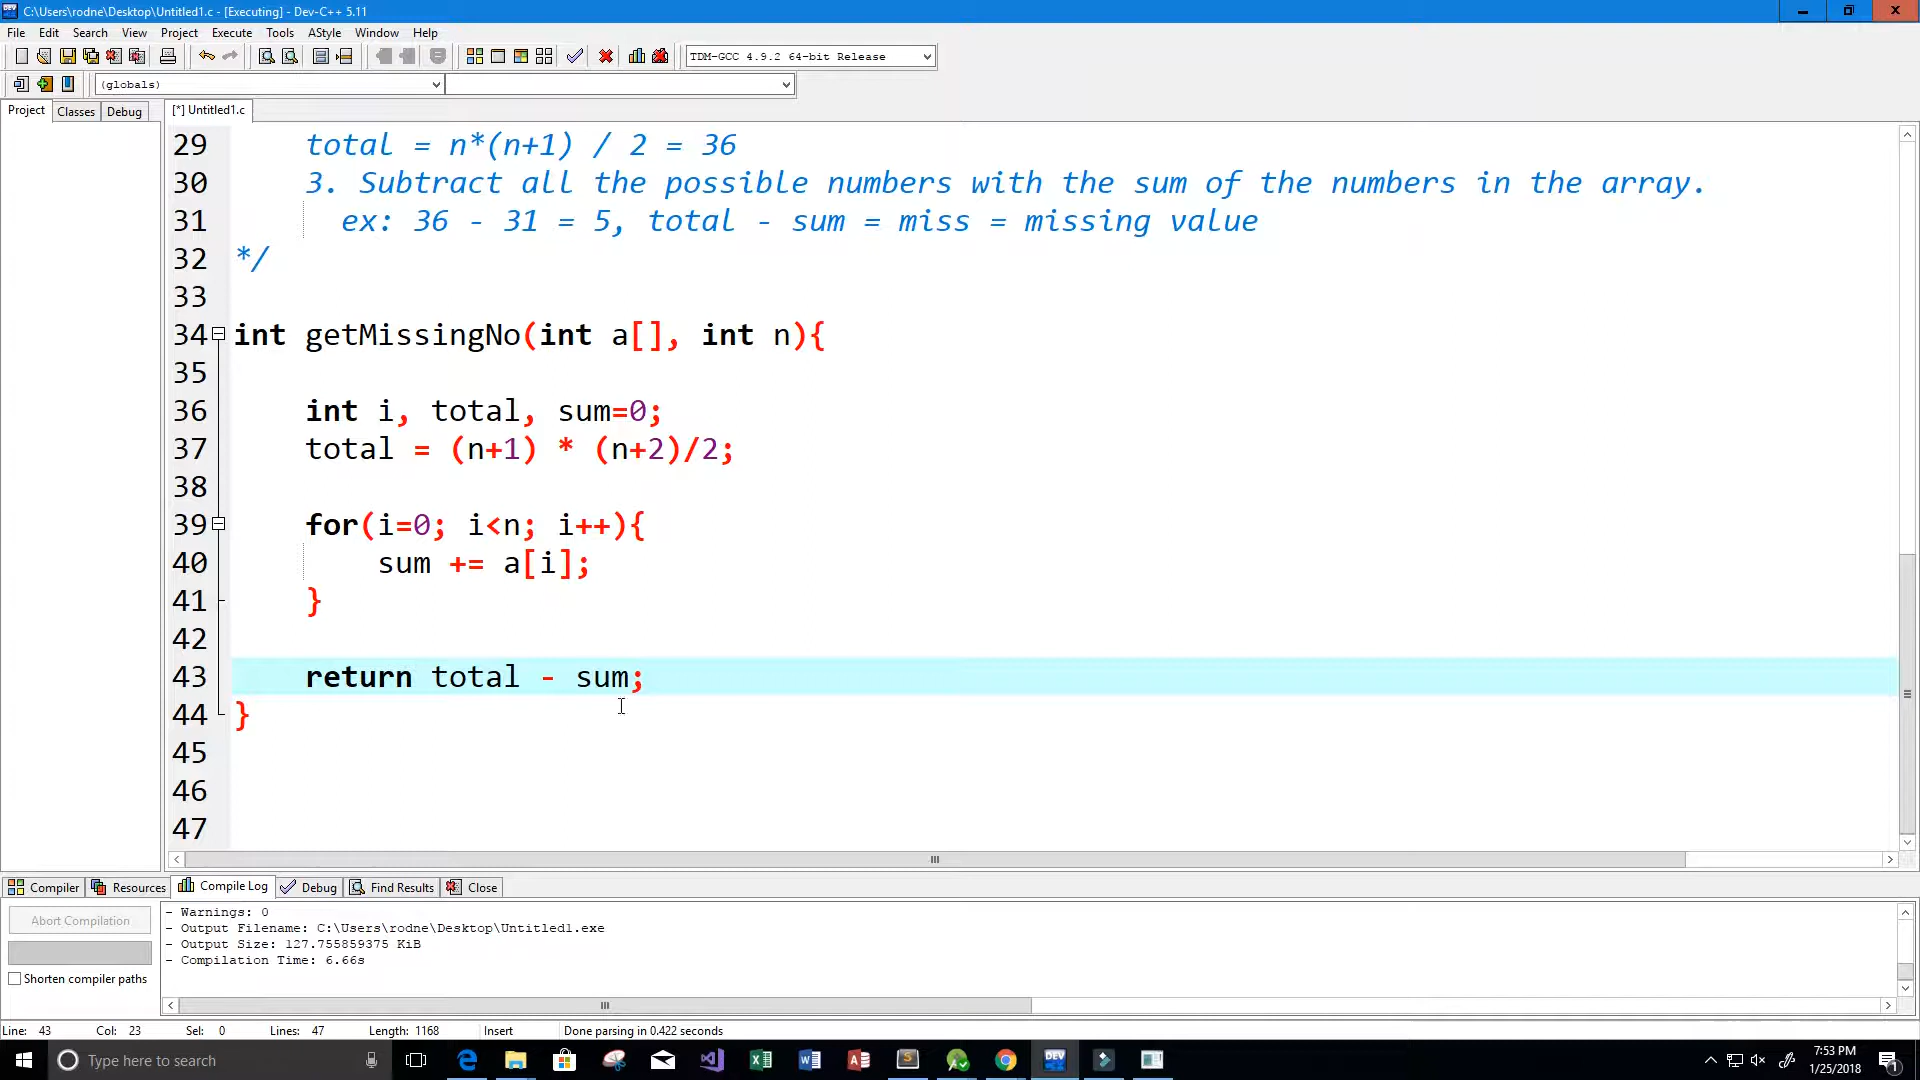 C:\Users\rodne\Desktop\Untitled1.c - [Executing] - Dev-C++ 5.11
File Edit Search View Project Execute Tools AStyle Window Help
TDM-GCC 4.9.2 64-bit Release
(globals)
Project Classes Debug [*] Untitled1.c
29 total = n*(n+1) / 2 = 36
30 3. Subtract all the possible numbers with the sum of the numbers in the array.
31 ex: 36 - 31 = 5, total - sum = miss = missing value
32 */
33
34 int getMissingNo(int a[], int n){
35
36 int i, total, sum=0;
37 total = (n+1) * (n+2)/2;
38
39 for(i=0; i<n; i++){
40 sum += a[i];
41 }
42
43 return total - sum;
44 }
45
46
47
Compiler Resources Compile Log Debug Find Results Close
Abort Compilation
Shorten compiler paths
- Warnings: 0
- Output Filename: C:\Users\rodne\Desktop\Untitled1.exe
- Output Size: 127.755859375 KiB
- Compilation Time: 6.66s
Line: 43 Col: 23 Sel: 0 Lines: 47 Length: 1168 Insert Done parsing in 0.422 seconds
Type here to search
DEV
7:53 PM
1/25/2018
1